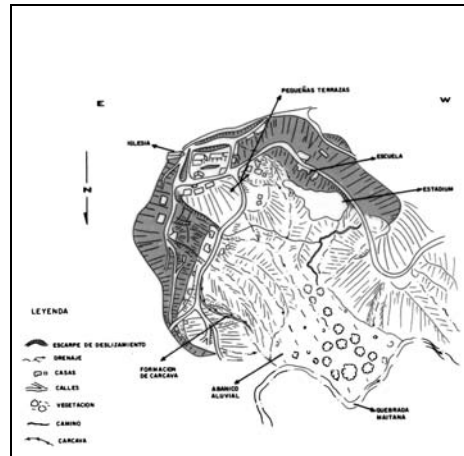 PEQUEÑAS TERRAZAS
E
W
IGLESIA
ESCUELA
ESTADIUM
N
LEYENDA
ESCARPE DE DESLIZAMIENTO
DRENAJE
CASAS
CALLES
VEGETACION
CAMINO
CARCAVA
FORMACION
DE CARCAVA
ABANICO
ALUVIAL
QUEBRADA
MAITANA